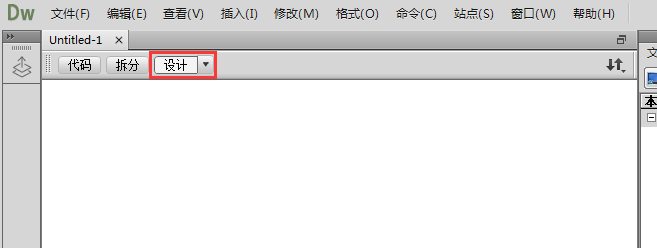 Dw 文件(F) 编辑(E) 查看(V) 插入(I) 修改(M) 格式(O) 命令(C) 站点(S) 窗口(W) 帮助(H)
Untitled-1
代码 拆分 设计